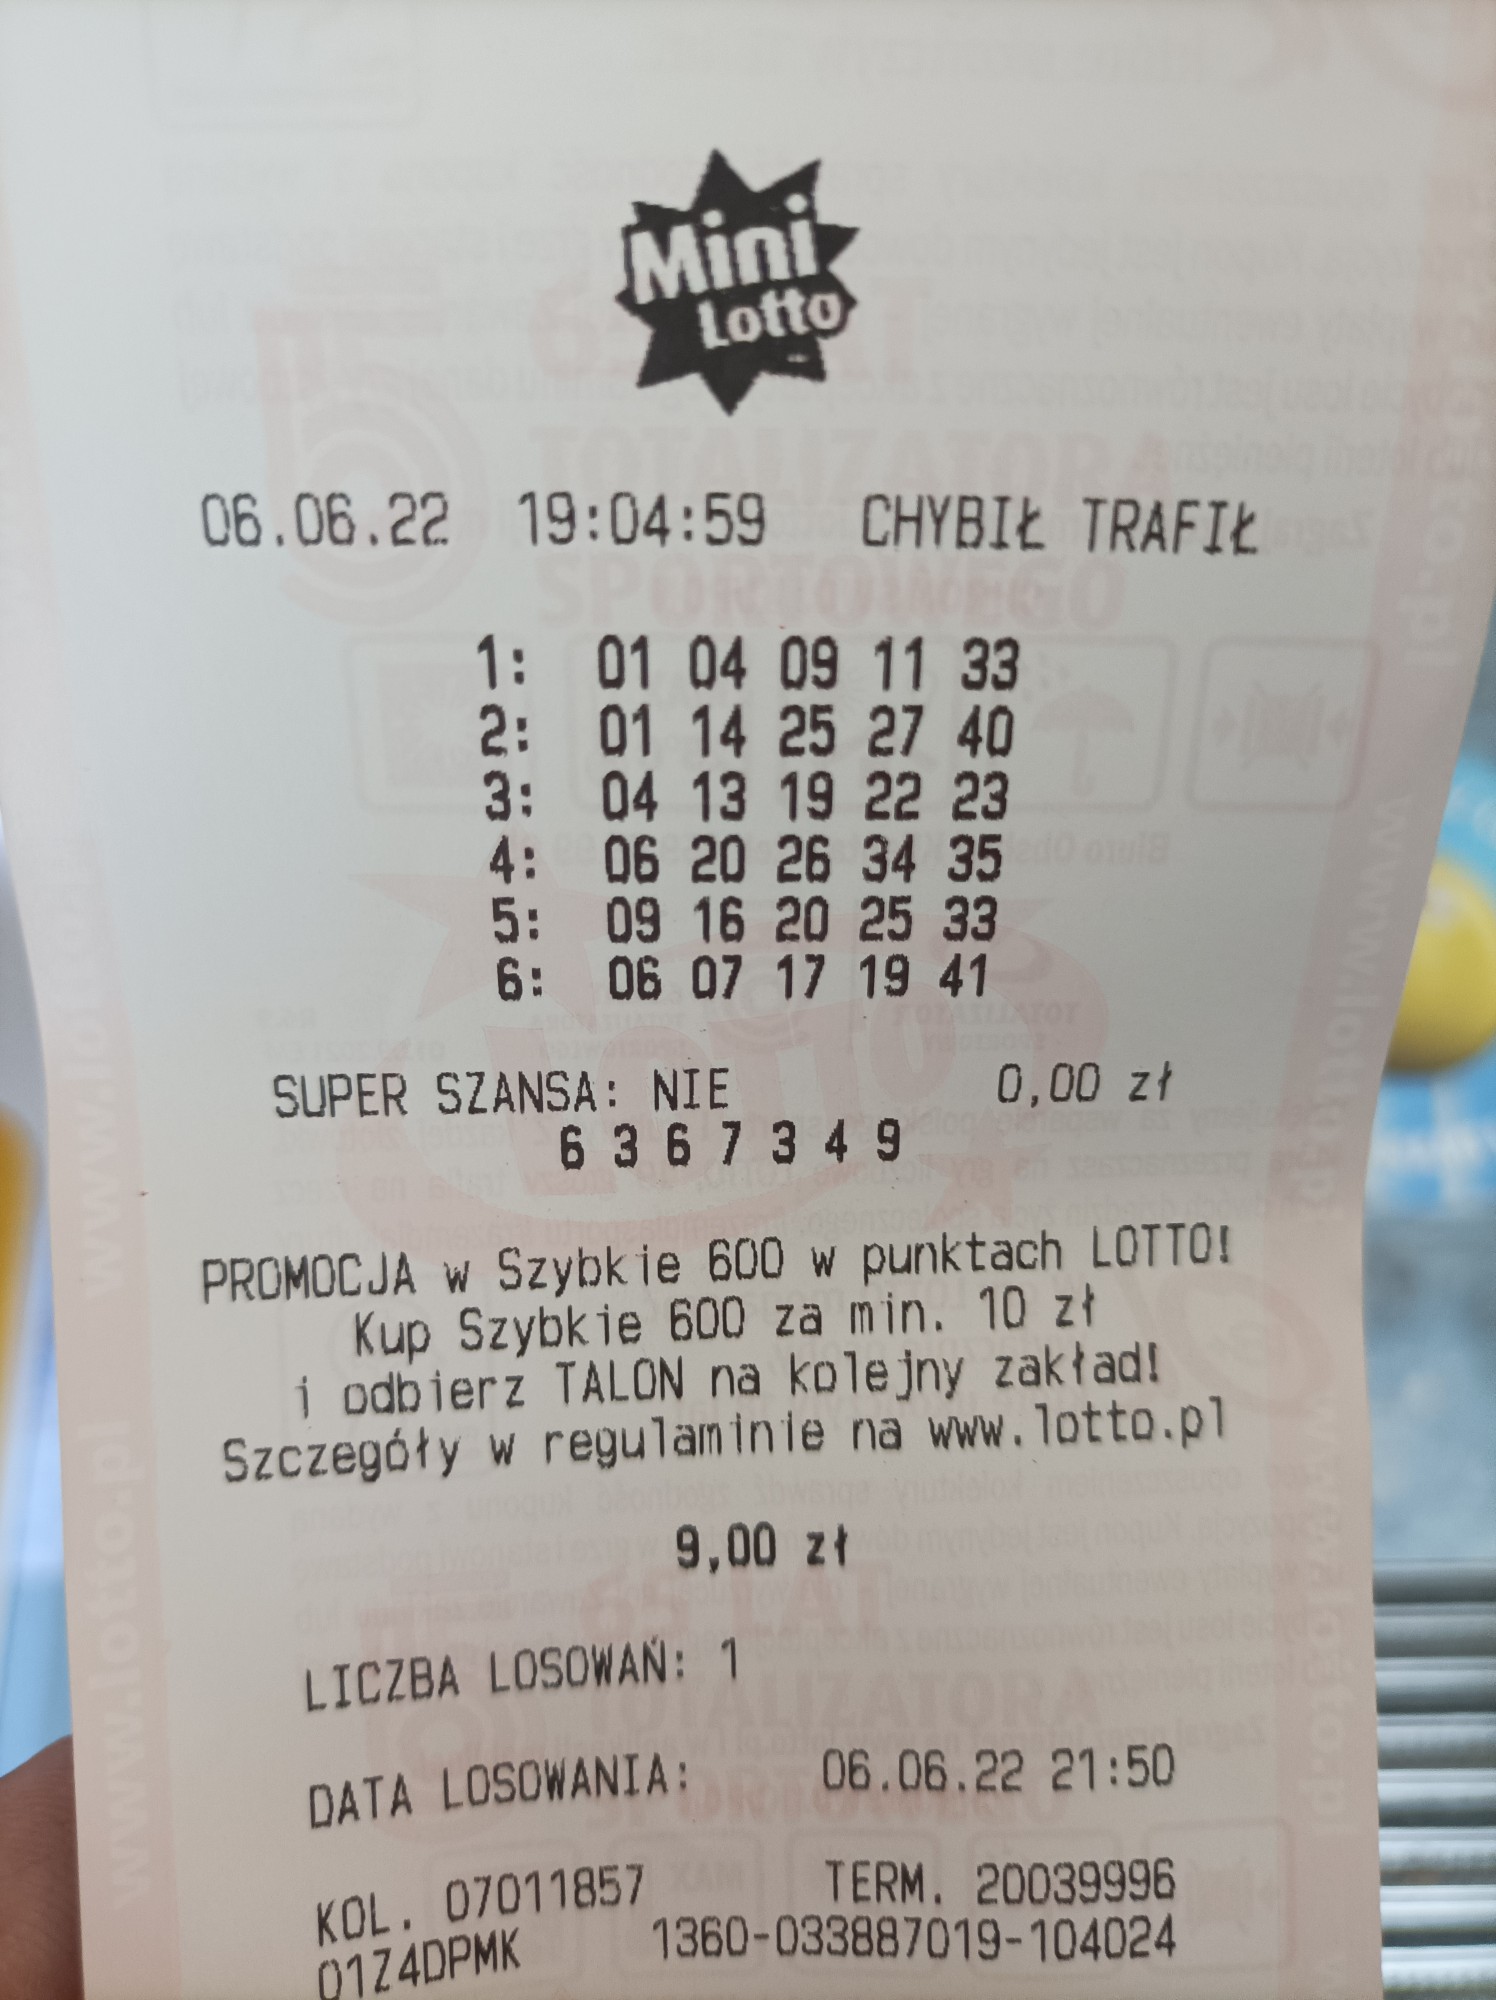 Mini
Lotto
06.06.22 19:04:59 CHYBIŁ TRAFIŁ
1: 01 04 09 11 33
2: 01 14 25 27 40
3: 04 13 19 22 23
4: 06 20 26 34 35
5: 09 16 20 25 33
6: 06 07 17 19 41
SUPER SZANSA: NIE 0,00 zł
6 3 6 7 3 4 9
PROMOCJA w Szybkie 600 w punktach LOTTO!
Kup Szybkie 600 za min. 10 zł
i odbierz TALON na kolejny zakład!
Szczegóły w regulaminie na www.lotto.pl
9,00 zł
LICZBA LOSOWAŃ: 1
DATA LOSOWANIA: 06.06.22 21:50
KOL. 07011857 TERM. 20039996
01Z4DPMK 1360-033887019-104024